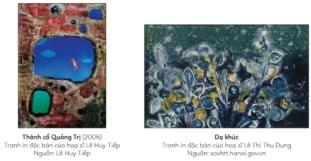 Thành cổ Quảng Trị (2006)
Tranh in độc bản của hoạ sĩ Lê Huy Tiếp
Nguồn: Lê Huy Tiếp
Dạ khúc
Tranh in độc bản của hoạ sĩ Lê Thị Thu Dung
Nguồn: sovhtt.hanoi.gov.vn